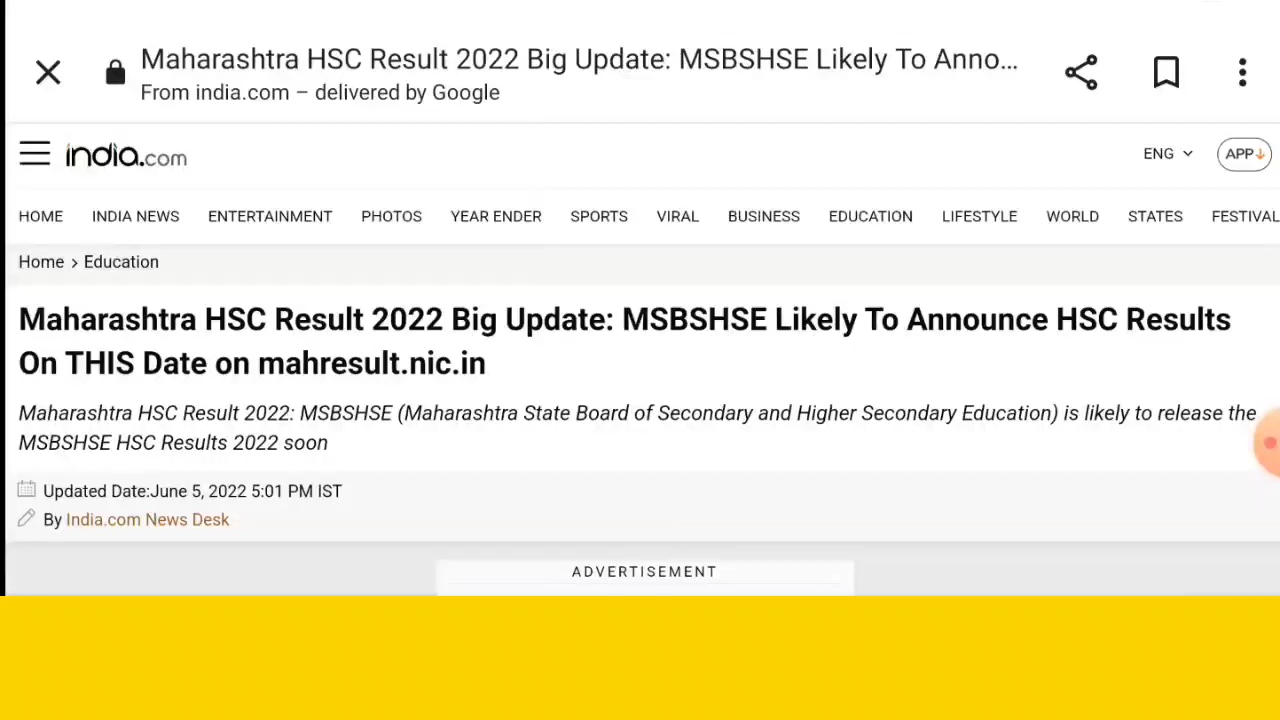 Maharashtra HSC Result 2022 Big Update: MSBSHSE Likely To Anno...
From india.com – delivered by Google
india.com
ENG
APP
HOME INDIA NEWS ENTERTAINMENT PHOTOS YEAR ENDER SPORTS VIRAL BUSINESS EDUCATION LIFESTYLE WORLD STATES FESTIVAL
Home > Education
Maharashtra HSC Result 2022 Big Update: MSBSHSE Likely To Announce HSC Results
On THIS Date on mahresult.nic.in
Maharashtra HSC Result 2022: MSBSHSE (Maharashtra State Board of Secondary and Higher Secondary Education) is likely to release the
MSBSHSE HSC Results 2022 soon
Updated Date:June 5, 2022 5:01 PM IST
By India.com News Desk
ADVERTISEMENT